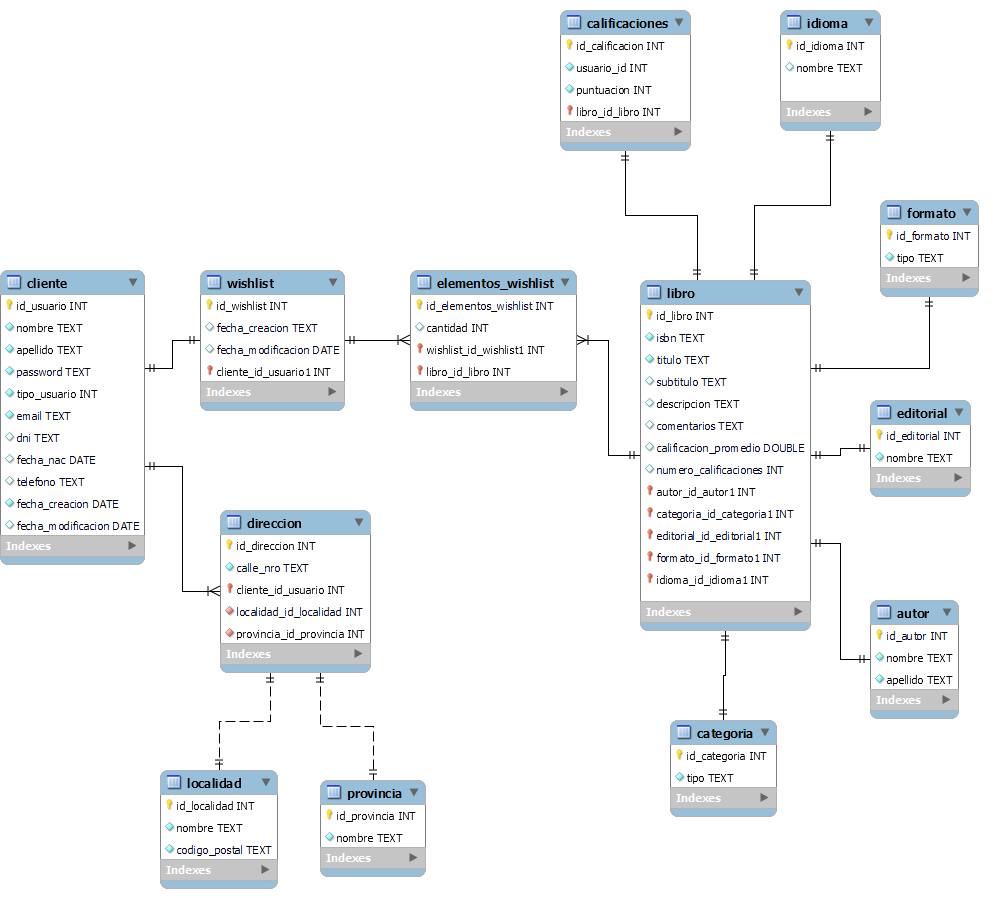 calificaciones
id_calificacion INT
usuario_id INT
puntuacion INT
libro_id_libro INT
Indexes
idioma
id_idioma INT
nombre TEXT
Indexes
formato
id_formato INT
tipo TEXT
Indexes
cliente
id_usuario INT
nombre TEXT
apellido TEXT
password TEXT
tipo_usuario INT
email TEXT
dni TEXT
fecha_nac DATE
telefono TEXT
fecha_creacion DATE
fecha_modificacion DATE
Indexes
wishlist
id_wishlist INT
fecha_creacion TEXT
fecha_modificacion DATE
cliente_id_usuario1 INT
Indexes
elementos_wishlist
id_elementos_wishlist INT
cantidad INT
wishlist_id_wishlist1 INT
libro_id_libro INT
Indexes
libro
id_libro INT
isbn TEXT
titulo TEXT
subtitulo TEXT
descripcion TEXT
comentarios TEXT
calificacion_promedio DOUBLE
numero_calificaciones INT
autor_id_autor1 INT
categoria_id_categoria1 INT
editorial_id_editorial1 INT
formato_id_formato1 INT
idioma_id_idioma1 INT
Indexes
editorial
id_editorial INT
nombre TEXT
Indexes
direccion
id_direccion INT
calle_nro TEXT
cliente_id_usuario INT
localidad_id_localidad INT
provincia_id_provincia INT
Indexes
autor
id_autor INT
nombre TEXT
apellido TEXT
Indexes
categoria
id_categoria INT
tipo TEXT
Indexes
localidad
id_localidad INT
nombre TEXT
codigo_postal TEXT
Indexes
provincia
id_provincia INT
nombre TEXT
Indexes